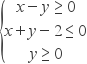 x − y ≥ 0
x + y − 2 ≤ 0
y ≥ 0